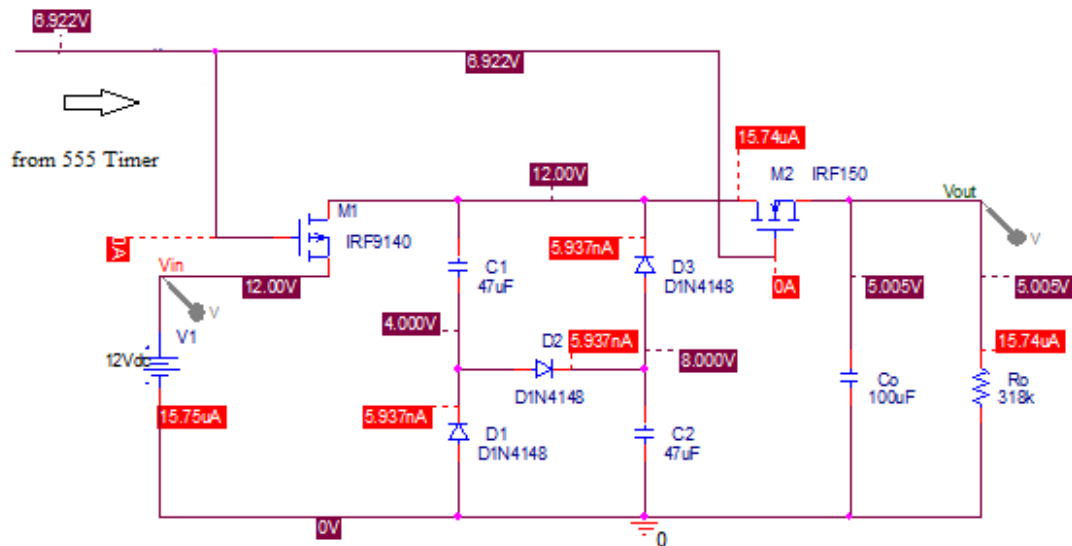 6.922V
6.922V
from 555 Timer
15.74uA
M2 IRF150
12.00V
Vout
V
M1
IRF9140
0A
Vin
V
12.00V
C1
47uF
5.937nA
D3
D1N4148
0A
5.005V
5.005V
4.000V
D2
5.937nA
8.000V
15.74uA
V1
12Vdc
D1N4148
Co
100uF
Ro
318k
15.75uA
5.937nA
D1
D1N4148
C2
47uF
0V
0